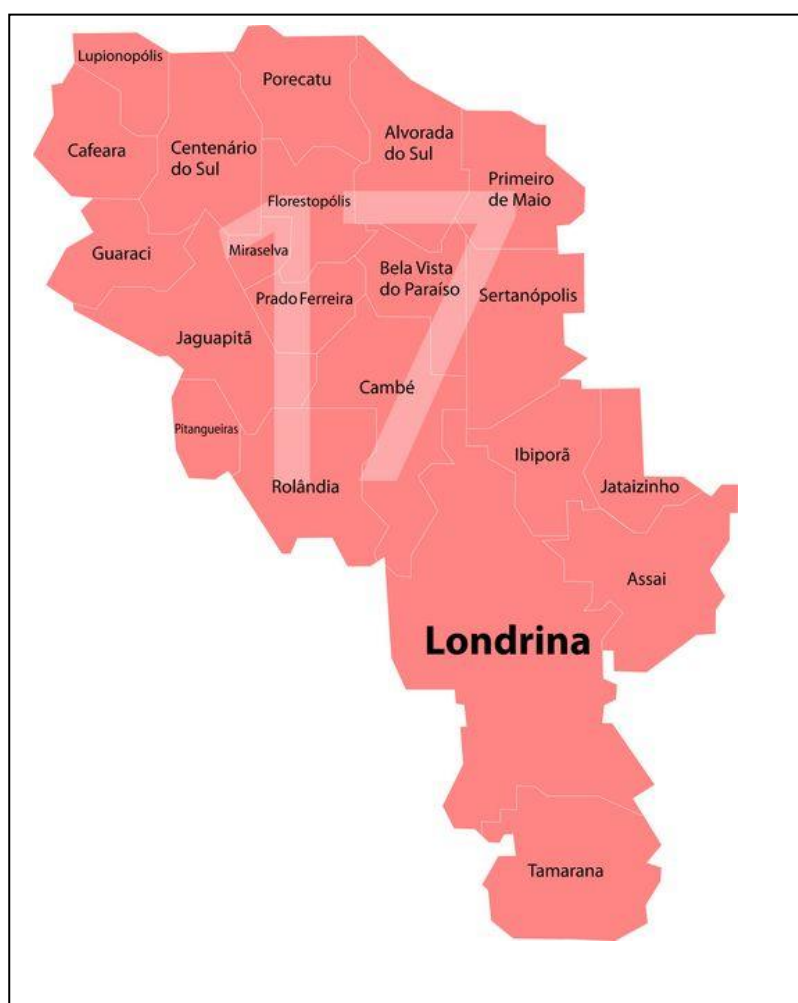 Lupionopólis
Porecatu
Cafeara
Centenário
do Sul
Alvorada
do Sul
Primeiro
de Maio
Florestopólis
17
Guaraci
Miraselva
Bela Vista
do Paraíso
Prado Ferreira
Sertanópolis
Jaguapitã
Cambé
Pitangueiras
Rolândia
Ibiporã
Jataizinho
Assai
Londrina
Tamarana